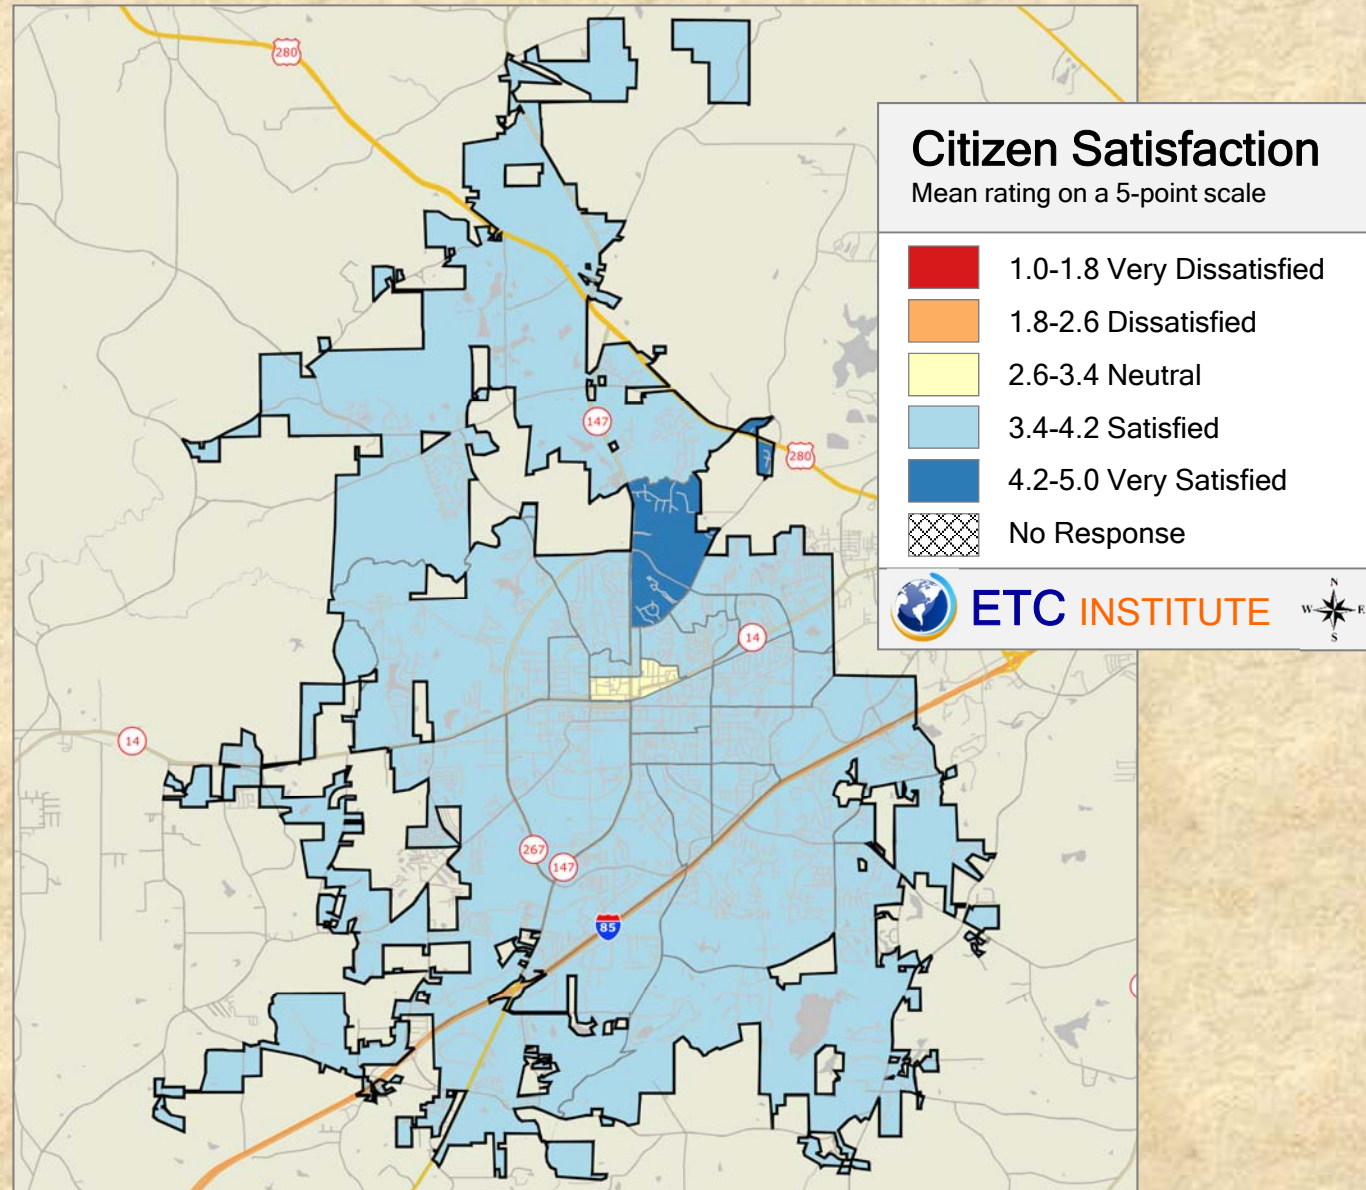 280
Citizen Satisfaction
Mean rating on a 5-point scale
1.0-1.8 Very Dissatisfied
1.8-2.6 Dissatisfied
2.6-3.4 Neutral
3.4-4.2 Satisfied
4.2-5.0 Very Satisfied
No Response
ETC INSTITUTE
N
W E
S
147
280
14
14
267
147
85